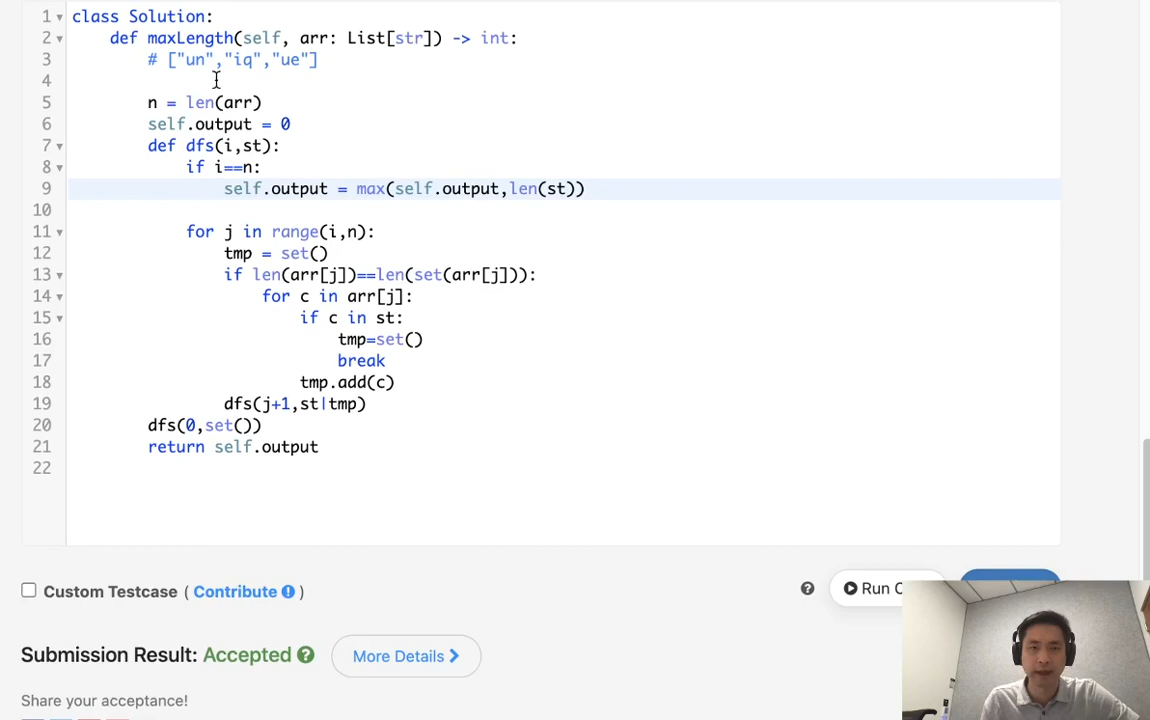 1 class Solution:
2 def maxLength(self, arr: List[str]) -> int:
3 # ["un","iq","ue"]
4
5 n = len(arr)
6 self.output = 0
7 def dfs(i,st):
8 if i==n:
9 self.output = max(self.output,len(st))
10
11 for j in range(i,n):
12 tmp = set()
13 if len(arr[j])==len(set(arr[j])):
14 for c in arr[j]:
15 if c in st:
16 tmp=set()
17 break
18 tmp.add(c)
19 dfs(j+1,st|tmp)
20 dfs(0,set())
21 return self.output
22
Custom Testcase ( Contribute )
Run
Submission Result: Accepted
More Details
Share your acceptance!